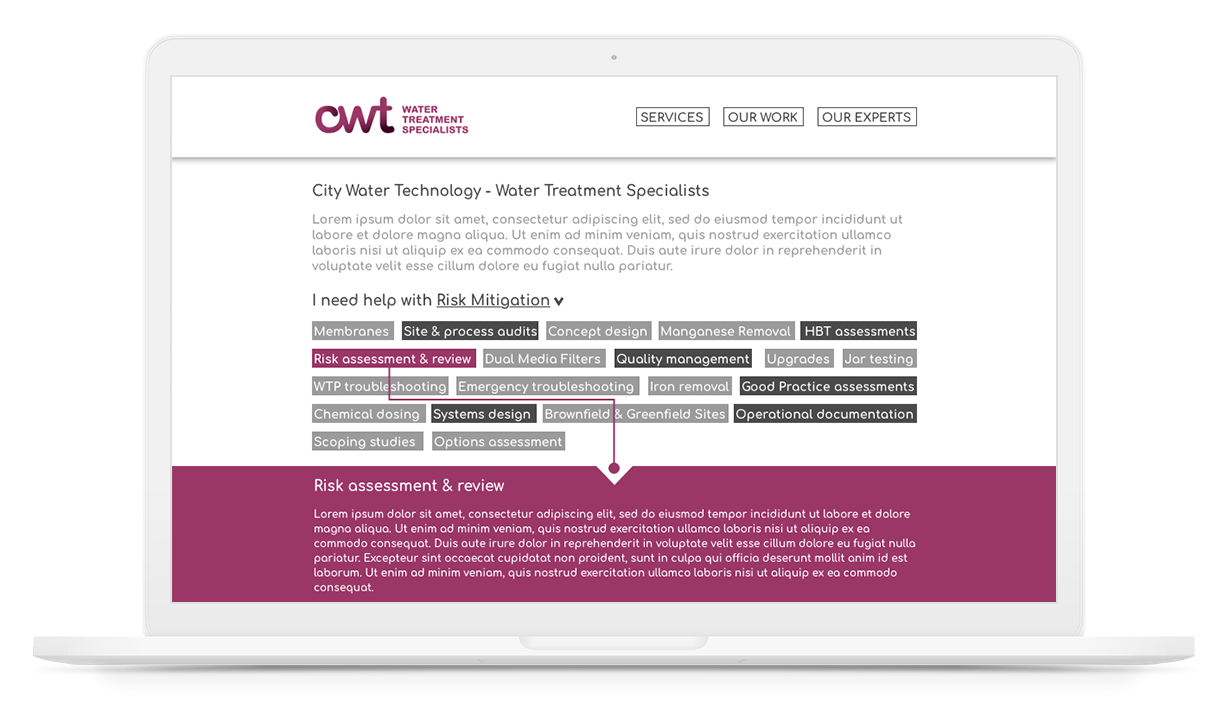 cwt WATER
TREATMENT
SPECIALISTS
SERVICES OUR WORK OUR EXPERTS
City Water Technology - Water Treatment Specialists
Lorem ipsum dolor sit amet, consectetur adipiscing elit, sed do eiusmod tempor incididunt ut
labore et dolore magna aliqua. Ut enim ad minim veniam, quis nostrud exercitation ullamco
laboris nisi ut aliquip ex ea commodo consequat. Duis aute irure dolor in reprehenderit in
voluptate velit esse cillum dolore eu fugiat nulla pariatur.
I need help with Risk Mitigation
Membranes Site & process audits Concept design Manganese Removal HBT assessments
Risk assessment & review Dual Media Filters Quality management Upgrades Jar testing
WTP troubleshooting Emergency troubleshooting Iron removal Good Practice assessments
Chemical dosing Systems design Brownfield & Greenfield Sites Operational documentation
Scoping studies Options assessment
Risk assessment & review
Lorem ipsum dolor sit amet, consectetur adipiscing elit, sed do eiusmod tempor incididunt ut labore et dolore
magna aliqua. Ut enim ad minim veniam, quis nostrud exercitation ullamco laboris nisi ut aliquip ex ea
commodo consequat. Duis aute irure dolor in reprehenderit in voluptate velit esse cillum dolore eu fugiat nulla
pariatur. Excepteur sint occaecat cupidatat non proident, sunt in culpa qui officia deserunt mollit anim id est
laborum. Ut enim ad minim veniam, quis nostrud exercitation ullamco laboris nisi ut aliquip ex ea commodo
consequat.